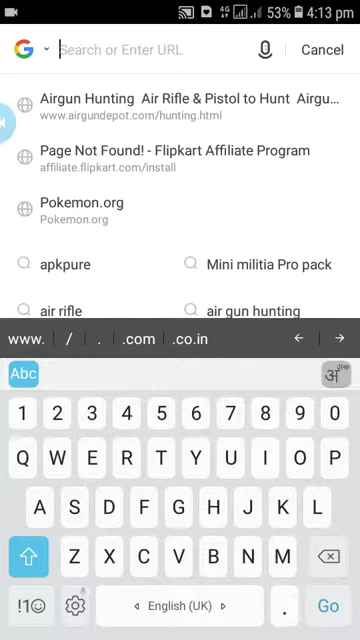 4G 53% 4:13 pm
G Search or Enter URL Cancel
Airgun Hunting Air Rifle & Pistol to Hunt Airgu...
www.airgundepot.com/hunting.html
Page Not Found! - Flipkart Affiliate Program
affiliate.flipkart.com/install
Pokemon.org
Pokemon.org
apkpure Mini militia Pro pack
air rifle air gun hunting
www. / . .com .co.in ← →
Abc अ
1 2 3 4 5 6 7 8 9 0
Q W E R T Y U I O P
A S D F G H J K L
Z X C V B N M
!1☺ English (UK) . Go